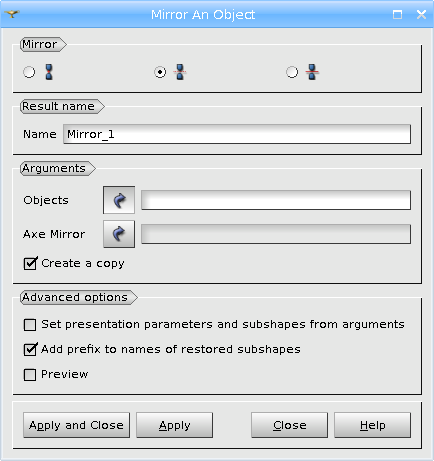 Mirror An Object
Mirror
Result name
Name Mirror_1
Arguments
Objects
Axe Mirror
Create a copy
Advanced options
Set presentation parameters and subshapes from arguments
Add prefix to names of restored subshapes
Preview
Apply and Close Apply Close Help